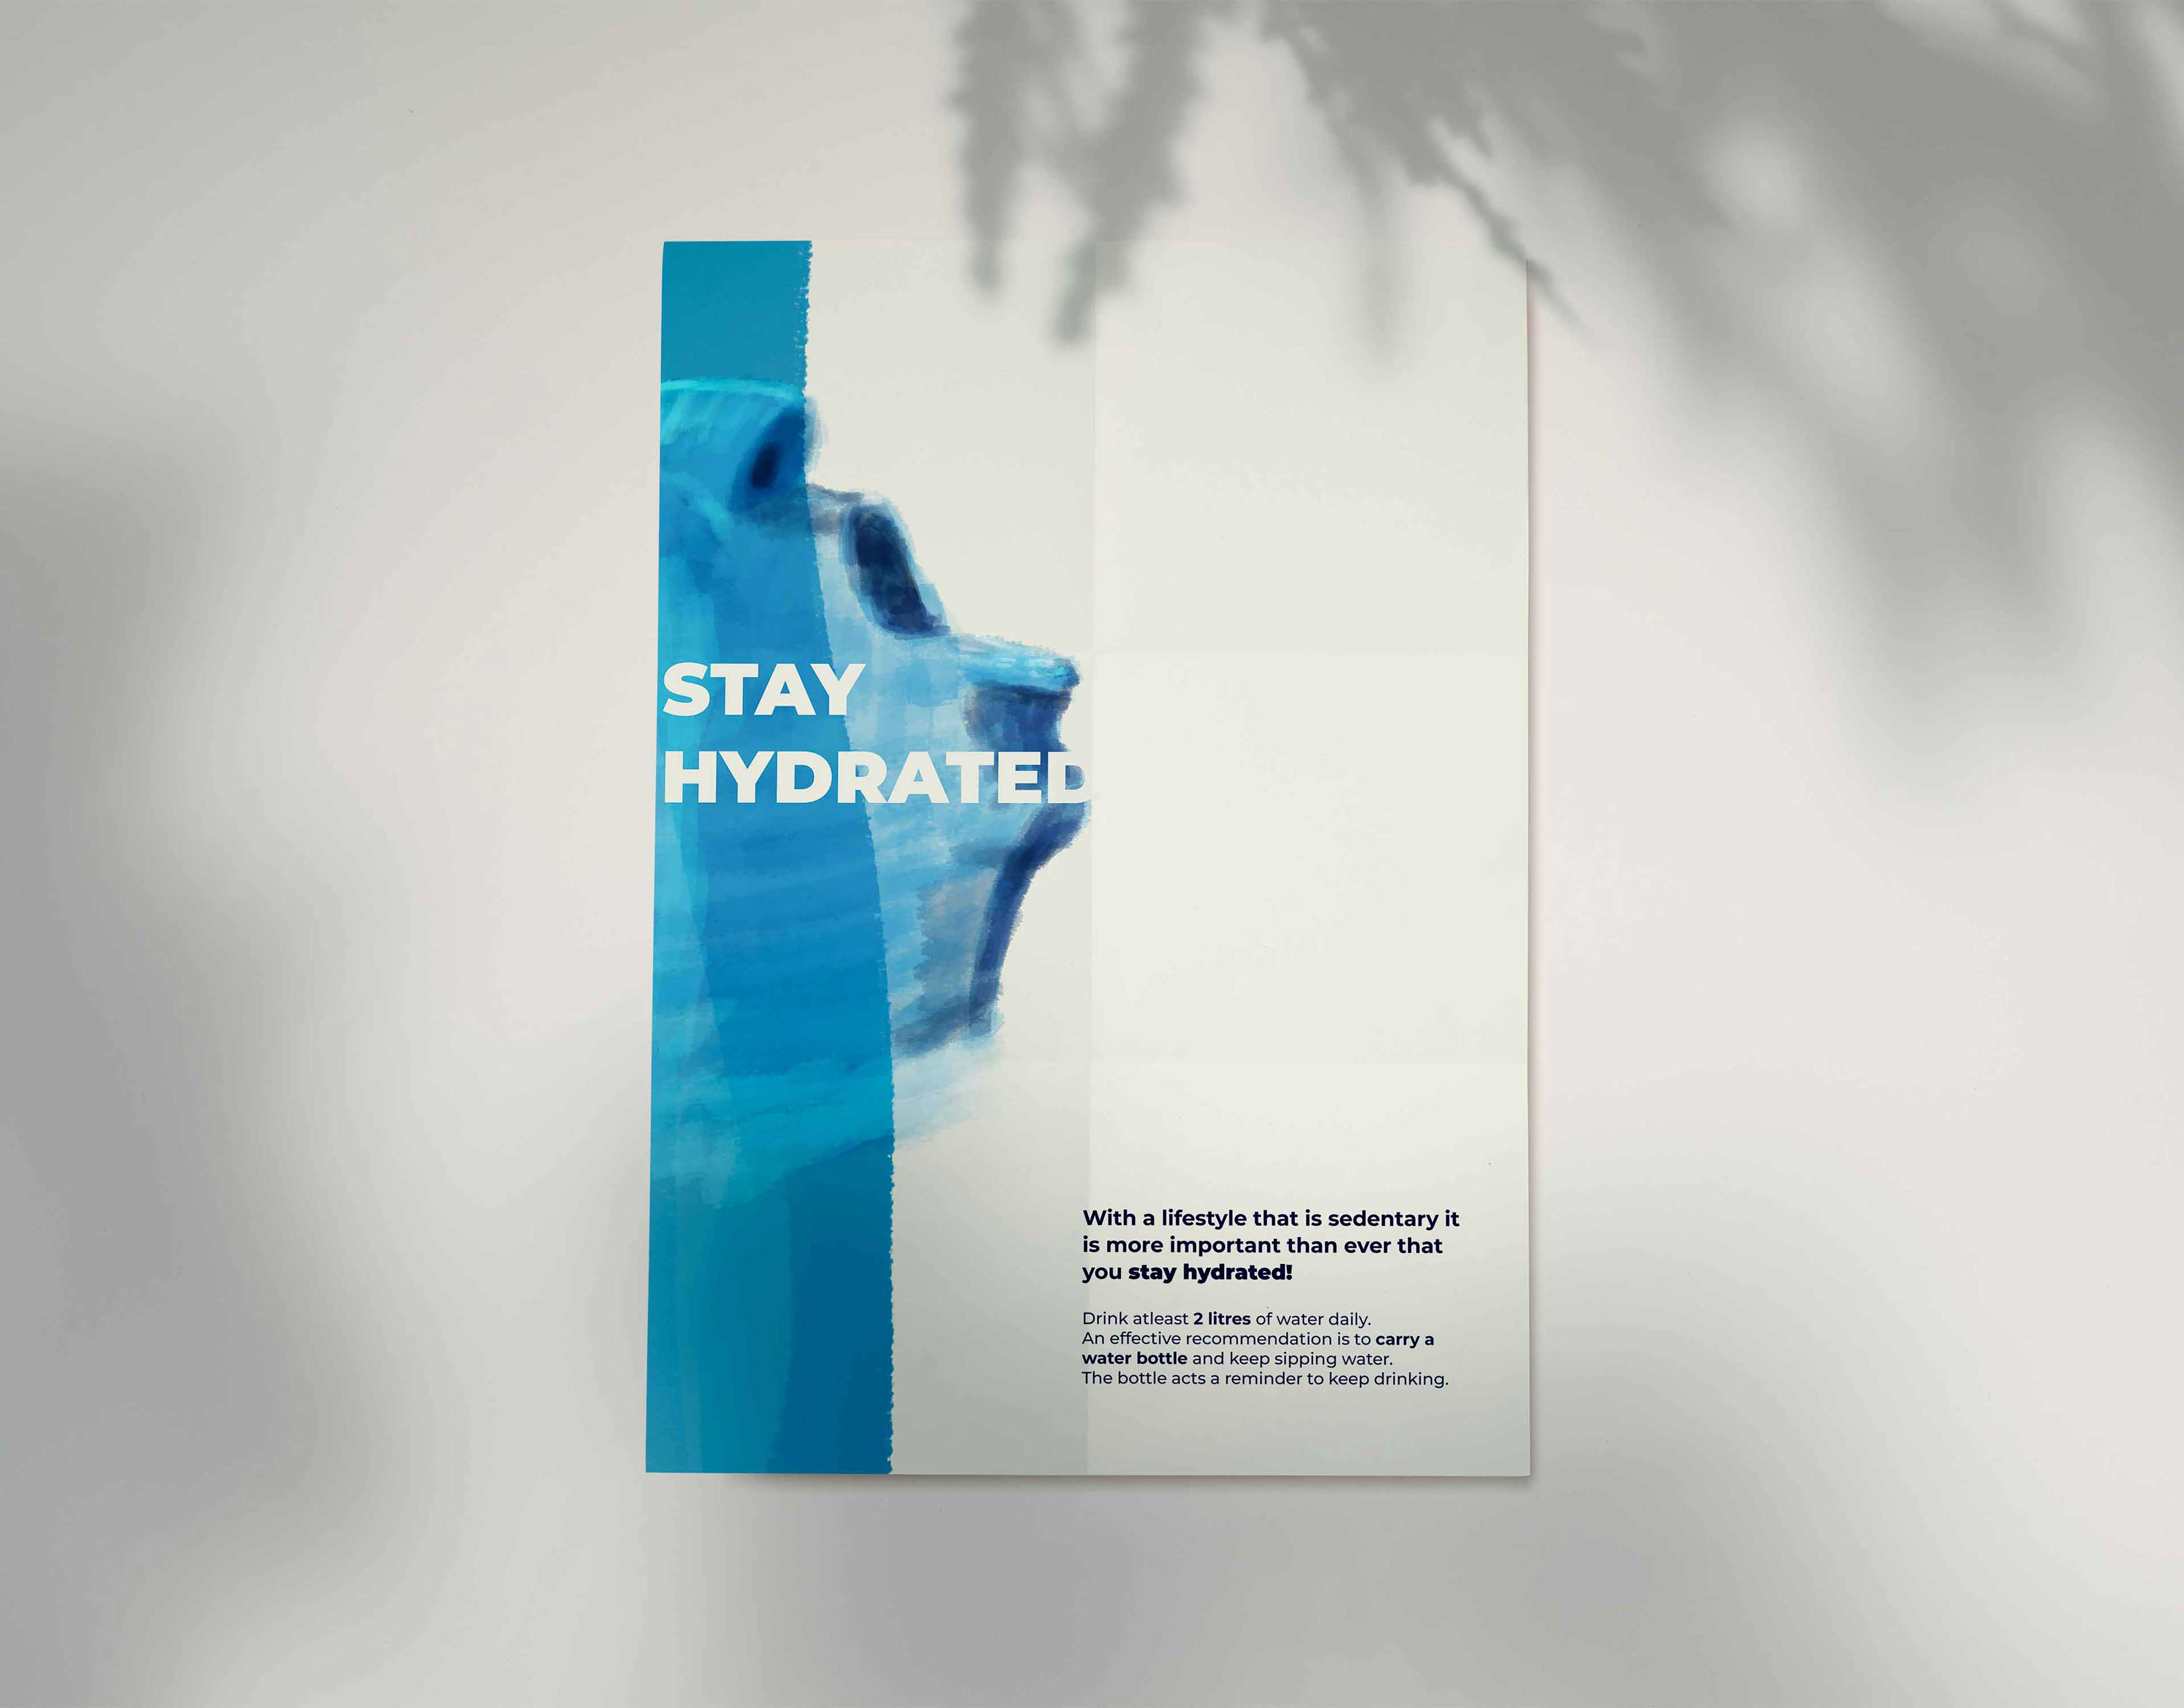 STAY
HYDRATED
With a lifestyle that is sedentary it
is more important than ever that
you stay hydrated!
Drink atleast 2 litres of water daily.
An effective recommendation is to carry a
water bottle and keep sipping water.
The bottle acts a reminder to keep drinking.